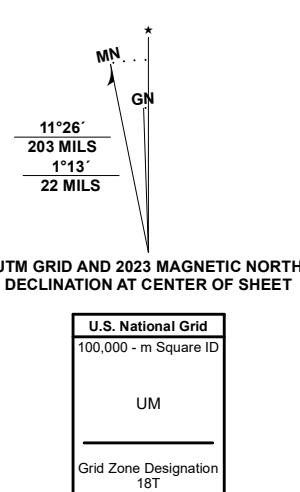 MN
GN
11°26´
203 MILS
1°13´
22 MILS
UTM GRID AND 2023 MAGNETIC NORTH
DECLINATION AT CENTER OF SHEET
U.S. National Grid
100,000 - m Square ID
UM
Grid Zone Designation
18T